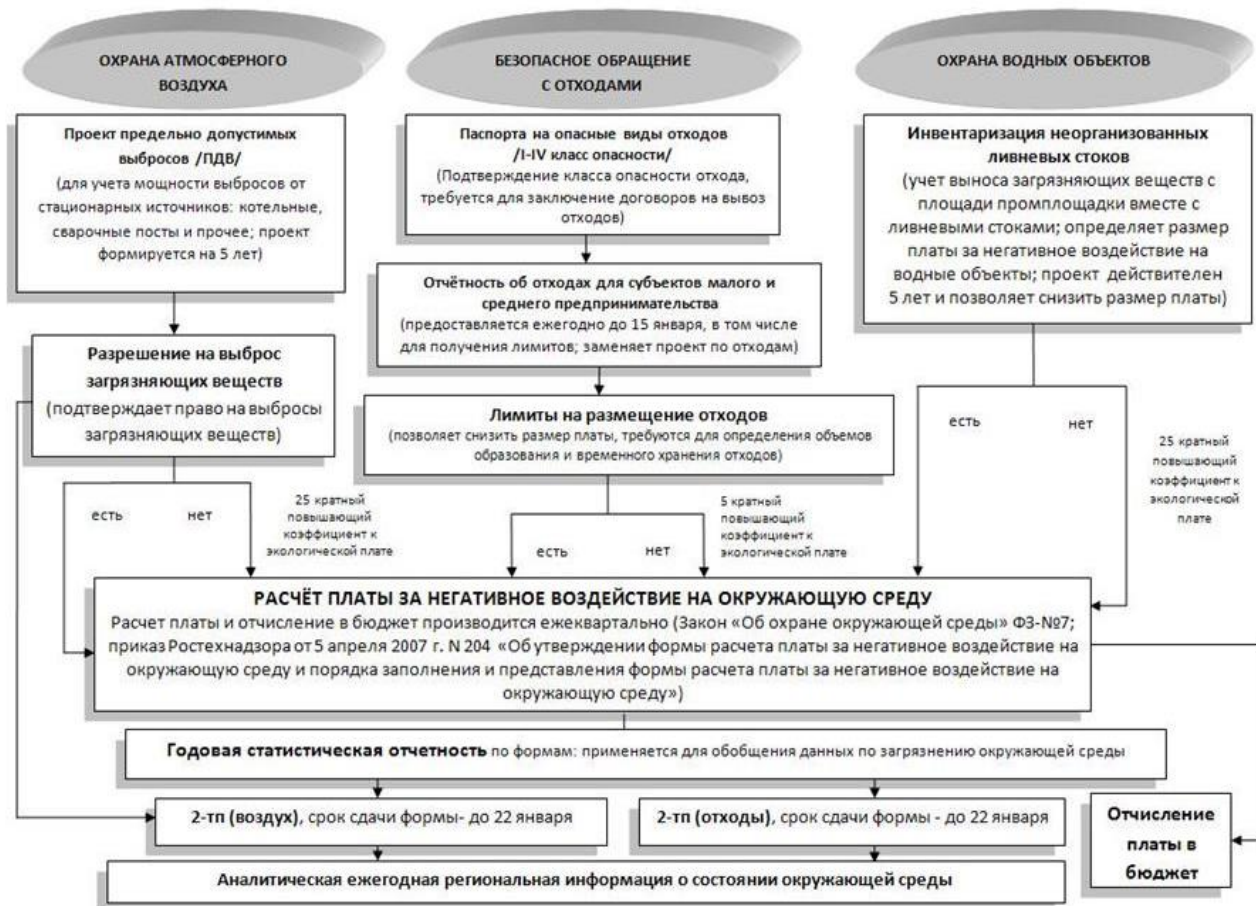 ОХРАНА АТМОСФЕРНОГО
ВОЗДУХА
Проект предельно допустимых
выбросов /ПДВ/
(для учета мощности выбросов от
стационарных источников: котельные,
сварочные посты и прочее; проект
формируется на 5 лет)
Разрешение на выброс
загрязняющих веществ
(подтверждает право на выбросы
загрязняющих веществ)
есть
нет
25 кратный
повышающий
коэффициент к
экологической плате
БЕЗОПАСНОЕ ОБРАЩЕНИЕ
С ОТХОДАМИ
Паспорта на опасные виды отходов
/I-IV класс опасности/
(Подтверждение класса опасности отхода,
требуется для заключение договоров на вывоз
отходов)
Отчётность об отходах для субъектов малого и
среднего предпринимательства
(предоставляется ежегодно до 15 января, в том числе
для получения лимитов; заменяет проект по отходам)
Лимиты на размещение отходов
(позволяет снизить размер платы, требуются для определения объемов
образования и временного хранения отходов)
есть
нет
5 кратный
повышающий
коэффициент к
экологической плате
ОХРАНА ВОДНЫХ ОБЪЕКТОВ
Инвентаризация неорганизованных
ливневых стоков
(учет выноса загрязняющих веществ с
площади промплощадки вместе с
ливневыми стоками; определяет размер
платы за негативное воздействие на
водные объекты; проект действителен
5 лет и позволяет снизить размер платы)
есть
нет
25 кратный
повышающий
коэффициент к
экологической
плате
РАСЧЁТ ПЛАТЫ ЗА НЕГАТИВНОЕ ВОЗДЕЙСТВИЕ НА ОКРУЖАЮЩУЮ СРЕДУ
Расчет платы и отчисление в бюджет производится ежеквартально (Закон «Об охране окружающей среды» ФЗ-№7;
приказ Ростехнадзора от 5 апреля 2007 г. N 204 «Об утверждении формы расчета платы за негативное воздействие на
окружающую среду и порядка заполнения и представления формы расчета платы за негативное воздействие на
окружающую среду»)
Годовая статистическая отчетность по формам: применяется для обобщения данных по загрязнению окружающей среды
2-тп (воздух), срок сдачи формы- до 22 января
2-тп (отходы), срок сдачи формы - до 22 января
Отчисление
платы в
бюджет
Аналитическая ежегодная региональная информация о состоянии окружающей среды